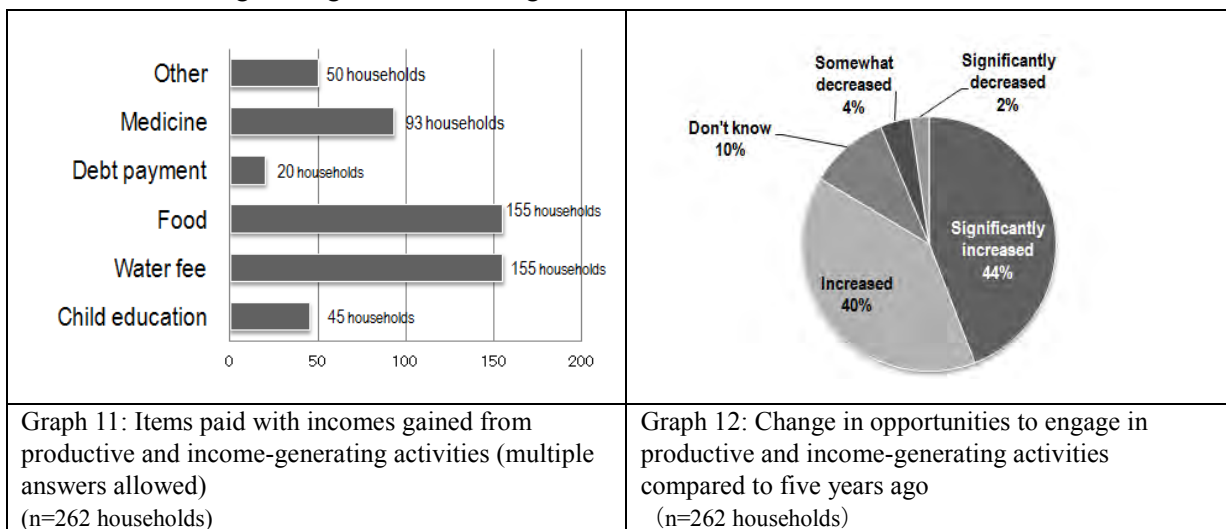 Other
50 households
Medicine
93 households
Debt payment
20 households
Food
155 households
Water fee
155 households
Child education
45 households
0 50 100 150 200
Graph 11: Items paid with incomes gained from
productive and income-generating activities (multiple
answers allowed)
(n=262 households)
Somewhat
decreased
4%
Significantly
decreased
2%
Don't know
10%
Significantly
increased
44%
Increased
40%
Graph 12: Change in opportunities to engage in
productive and income-generating activities
compared to five years ago
（n=262 households）